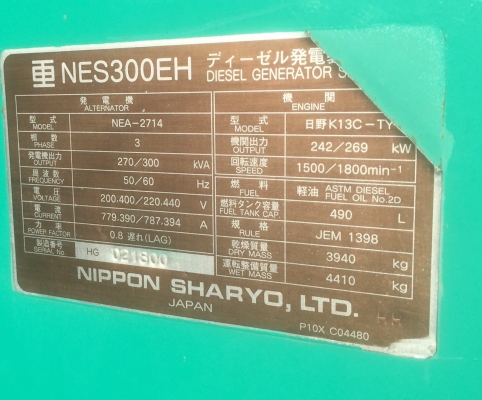 重 NES300EH ディーゼル発電
DIESEL GENERATOR
発電機
ALTERNATOR
型式 MODEL NEA-2714
相数 PHASE 3
発電機出力 OUTPUT 270/300 kVA
周波数 FREQUENCY 50/60 Hz
電圧 VOLTAGE 200.400/220.440 V
電流 CURRENT 779.390/787.394 A
力率 POWER FACTOR 0.8 遅れ(LAG)
製造番号 SERIAL No. HG
機関
ENGINE
型式 MODEL 日野K13C-TY
機関出力 OUTPUT 242/269 kW
回転速度 SPEED 1500/1800min⁻¹
燃料 FUEL 軽油 ASTM DIESEL FUEL OIL No.2D
燃料タンク容量 FUEL TANK CAP. 490 L
規格 RULE JEM 1398
乾燥質量 DRY MASS 3940 kg
運転整備質量 WET MASS 4410 kg
NIPPON SHARYO, LTD.
JAPAN
P10X C04480